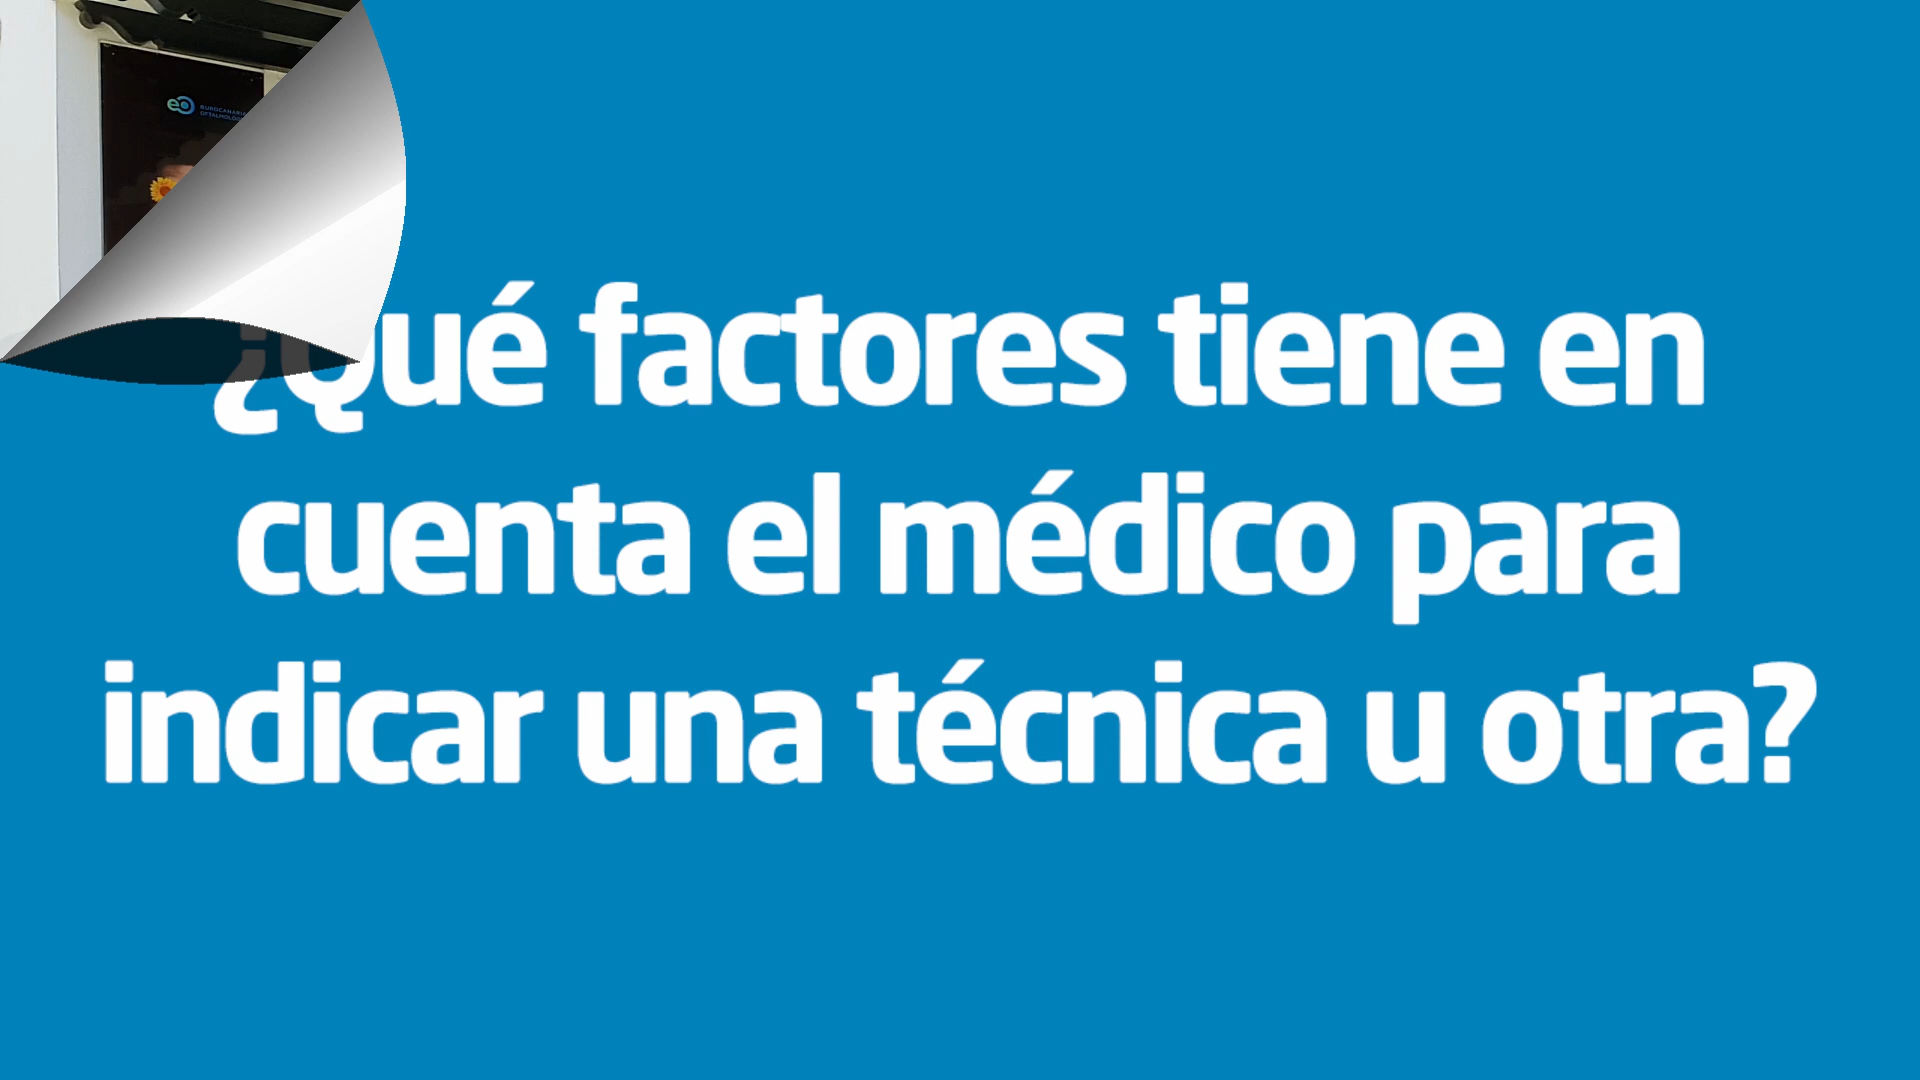 ¿Qué factores tiene en
cuenta el médico para
indicar una técnica u otra?